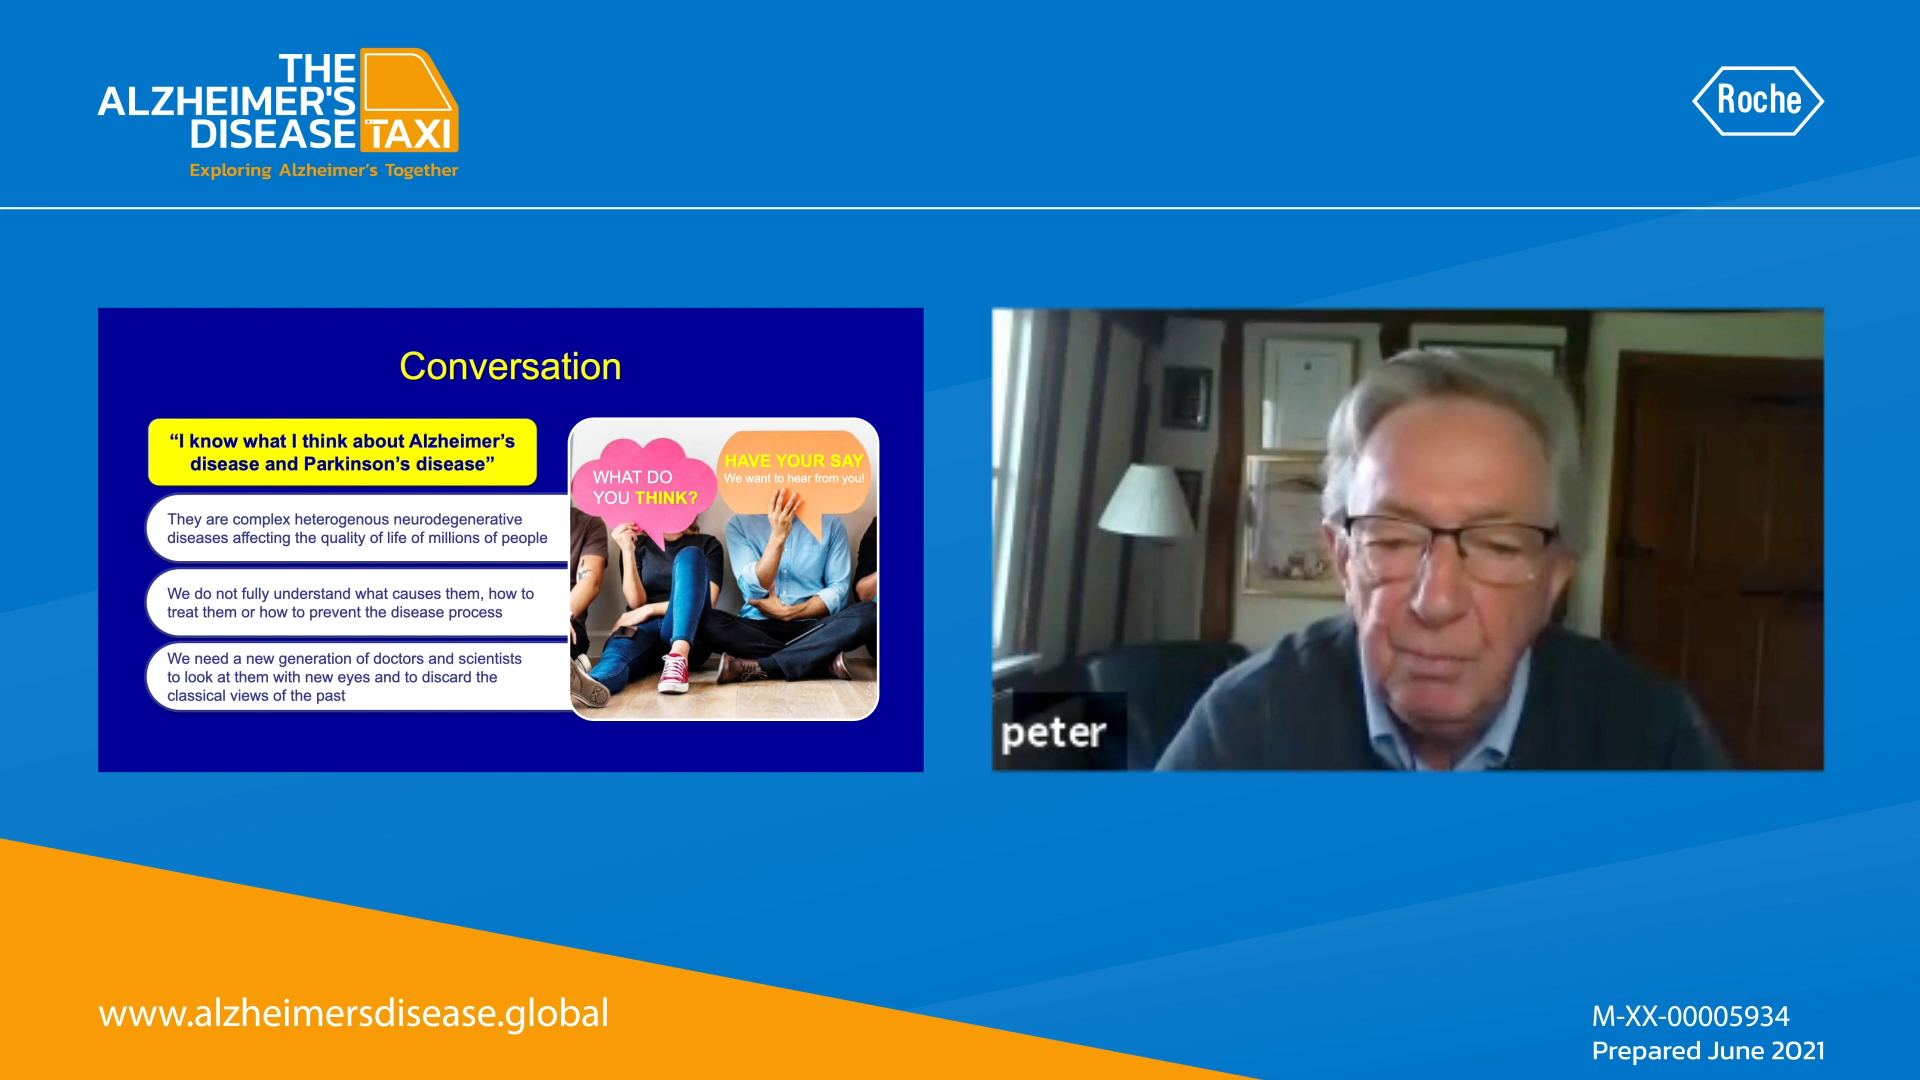 THE
ALZHEIMER'S
DISEASE TAXI
Exploring Alzheimer's Together
Roche
Conversation
“I know what I think about Alzheimer’s
disease and Parkinson’s disease”
They are complex heterogenous neurodegenerative
diseases affecting the quality of life of millions of people
We do not fully understand what causes them, how to
treat them or how to prevent the disease process
We need a new generation of doctors and scientists
to look at them with new eyes and to discard the
classical views of the past
WHAT DO
YOU THINK?
HAVE YOUR SAY
We want to hear from you!
peter
www.alzheimersdisease.global
M-XX-00005934
Prepared June 2021